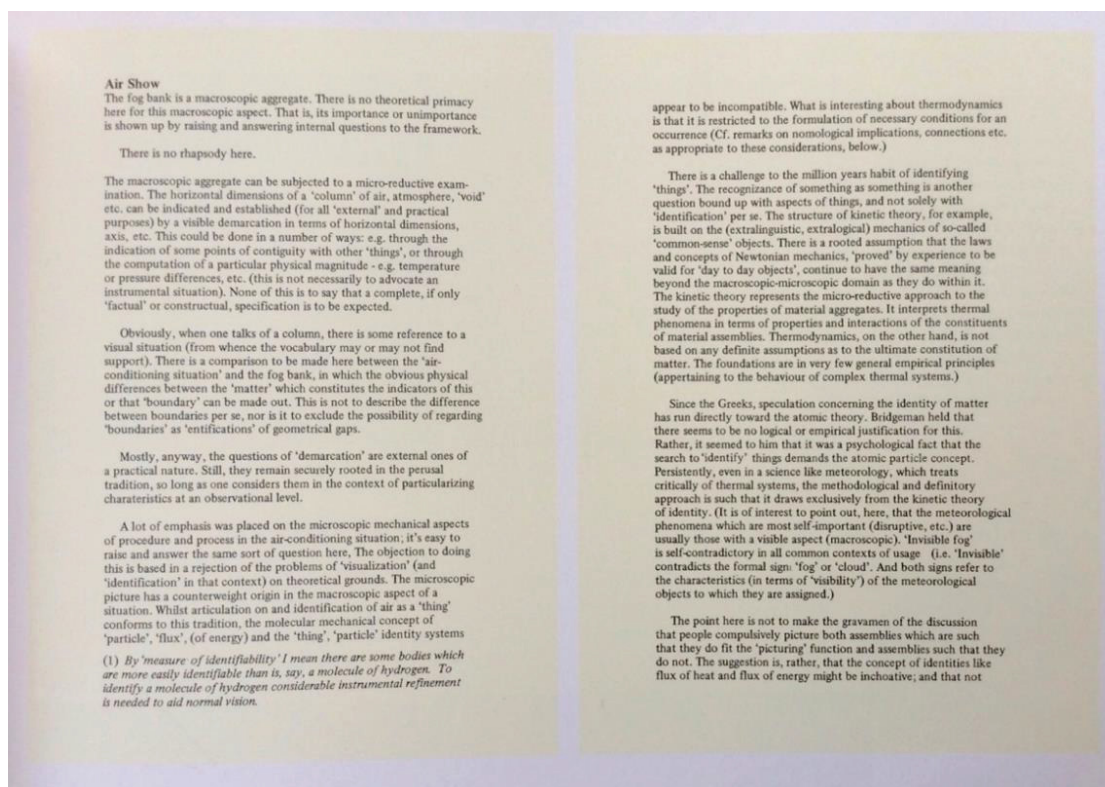 Air Show
The fog bank is a macroscopic aggregate. There is no theoretical primacy
here for this macroscopic aspect. That is, its importance or unimportance
is shown up by raising and answering internal questions to the framework.
There is no rhapsody here.
The macroscopic aggregate can be subjected to a micro-reductive exam-
ination. The horizontal dimensions of a 'column' of air, atmosphere, 'void'
etc. can be indicated and established (for all 'external' and practical
purposes) by a visible demarcation in terms of horizontal dimensions,
axis, etc. This could be done in a number of ways: e.g. through the
indication of some points of contiguity with other 'things', or through
the computation of a particular physical magnitude - e.g. temperature
or pressure differences, etc. (this is not necessarily to advocate an
instrumental situation). None of this is to say that a complete, if only
'factual' or constructual, specification is to be expected.
Obviously, when one talks of a column, there is some reference to a
visual situation (from whence the vocabulary may or may not find
support). There is a comparison to be made here between the 'air-
conditioning situation' and the fog bank, in which the obvious physical
differences between the 'matter' which constitutes the indicators of this
or that 'boundary' can be made out. This is not to describe the difference
between boundaries per se, nor is it to exclude the possibility of regarding
'boundaries' as 'entifications' of geometrical gaps.
Mostly, anyway, the questions of 'demarcation' are external ones of
a practical nature. Still, they remain securely rooted in the perusal
tradition, so long as one considers them in the context of particularizing
charateristics at an observational level.
A lot of emphasis was placed on the microscopic mechanical aspects
of procedure and process in the air-conditioning situation; it's easy to
raise and answer the same sort of question here, The objection to doing
this is based in a rejection of the problems of 'visualization' (and
'identification' in that context) on theoretical grounds. The microscopic
picture has a counterweight origin in the macroscopic aspect of a
situation. Whilst articulation on and identification of air as a 'thing'
conforms to this tradition, the molecular mechanical concept of
'particle', 'flux', (of energy) and the 'thing', 'particle' identity systems
(1) By 'measure of identifiability' I mean there are some bodies which
are more easily identifiable than is, say, a molecule of hydrogen. To
identify a molecule of hydrogen considerable instrumental refinement
is needed to aid normal vision.
appear to be incompatible. What is interesting about thermodynamics
is that it is restricted to the formulation of necessary conditions for an
occurrence (Cf. remarks on nomological implications, connections etc.
as appropriate to these considerations, below.)
There is a challenge to the million years habit of identifying
'things'. The recognizance of something as something is another
question bound up with aspects of things, and not solely with
'identification' per se. The structure of kinetic theory, for example,
is built on the (extralinguistic, extralogical) mechanics of so-called
'common-sense' objects. There is a rooted assumption that the laws
and concepts of Newtonian mechanics, 'proved' by experience to be
valid for 'day to day objects', continue to have the same meaning
beyond the macroscopic-microscopic domain as they do within it.
The kinetic theory represents the micro-reductive approach to the
study of the properties of material aggregates. It interprets thermal
phenomena in terms of properties and interactions of the constituents
of material assemblies. Thermodynamics, on the other hand, is not
based on any definite assumptions as to the ultimate constitution of
matter. The foundations are in very few general empirical principles
(appertaining to the behaviour of complex thermal systems.)
Since the Greeks, speculation concerning the identity of matter
has run directly toward the atomic theory. Bridgeman held that
there seems to be no logical or empirical justification for this.
Rather, it seemed to him that it was a psychological fact that the
search to 'identify' things demands the atomic particle concept.
Persistently, even in a science like meteorology, which treats
critically of thermal systems, the methodological and definitory
approach is such that it draws exclusively from the kinetic theory
of identity. (It is of interest to point out, here, that the meteorological
phenomena which are most self-important (disruptive, etc.) are
usually those with a visible aspect (macroscopic). 'Invisible fog'
is self-contradictory in all common contexts of usage (i.e. 'Invisible'
contradicts the formal sign: 'fog' or 'cloud'. And both signs refer to
the characteristics (in terms of 'visibility') of the meteorological
objects to which they are assigned.)
The point here is not to make the gravamen of the discussion
that people compulsively picture both assemblies which are such
that they do fit the 'picturing' function and assemblies such that they
do not. The suggestion is, rather, that the concept of identities like
flux of heat and flux of energy might be inchoative; and that not